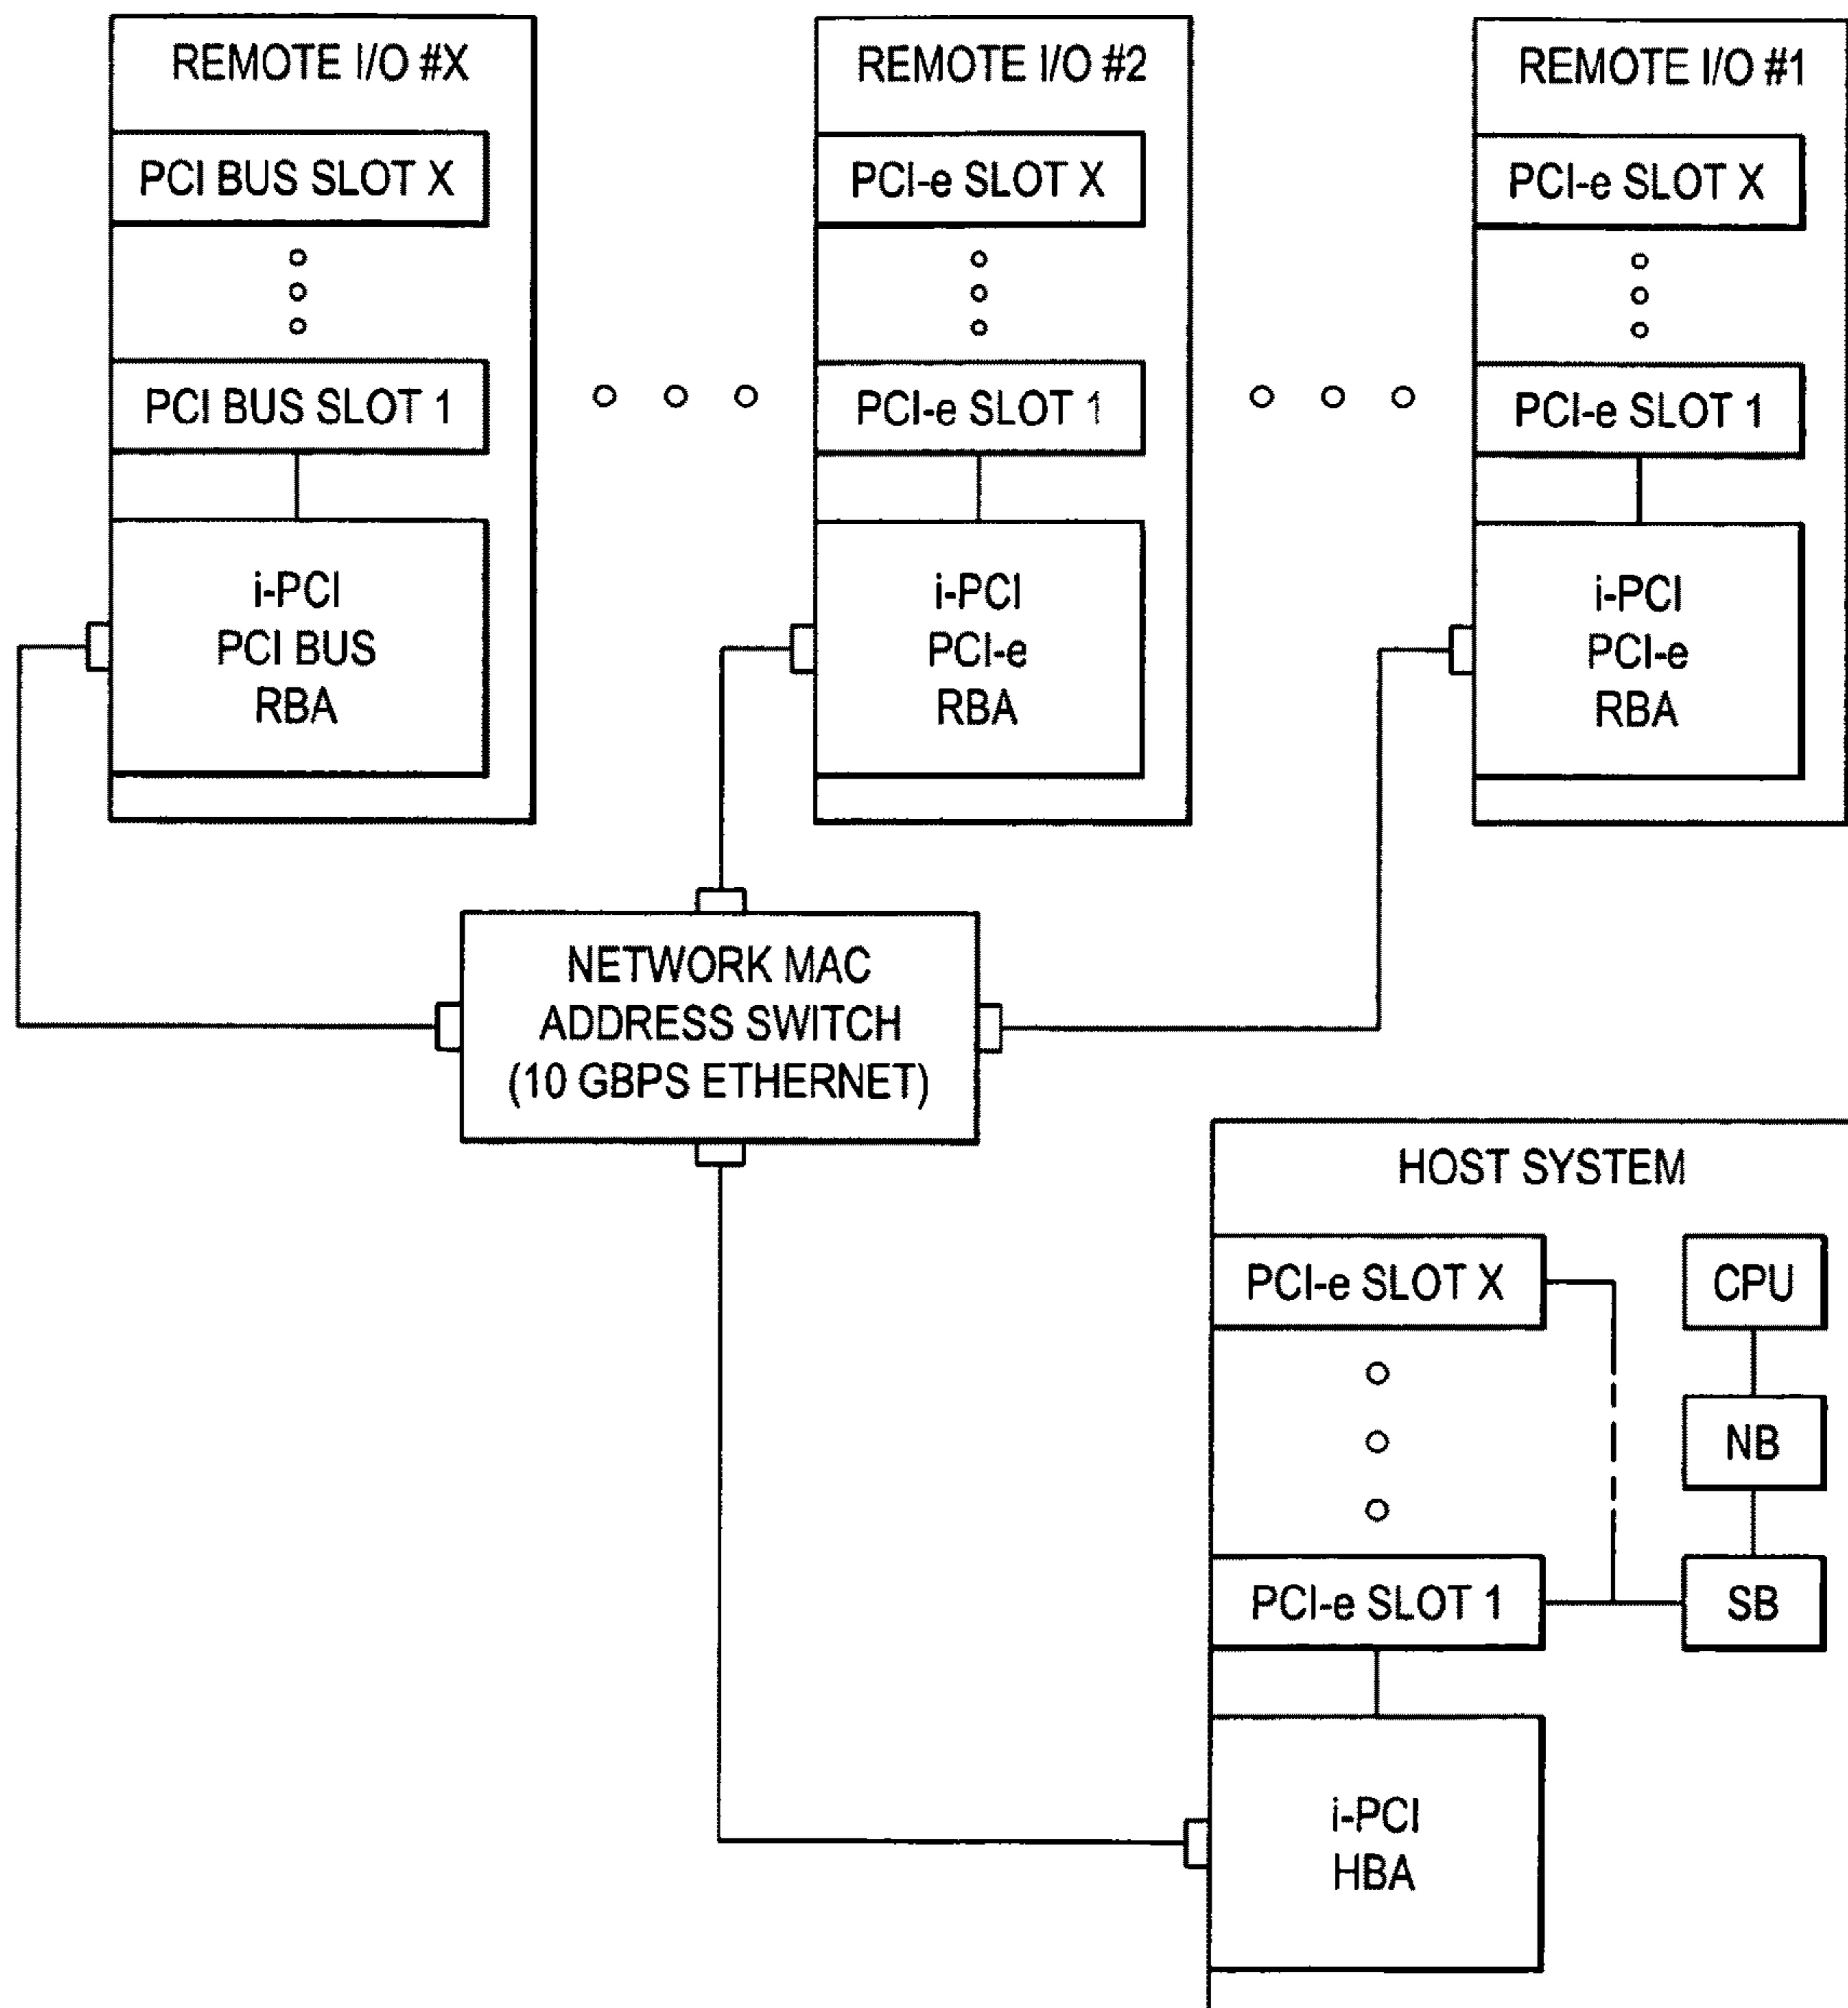 REMOTE I/O #X
PCI BUS SLOT X
PCI BUS SLOT 1
i-PCI
PCI BUS
RBA
REMOTE I/O #2
PCI-e SLOT X
PCI-e SLOT 1
i-PCI
PCI-e
RBA
REMOTE I/O #1
PCI-e SLOT X
PCI-e SLOT 1
i-PCI
PCI-e
RBA
NETWORK MAC
ADDRESS SWITCH
(10 GBPS ETHERNET)
HOST SYSTEM
PCI-e SLOT X
CPU
NB
PCI-e SLOT 1
SB
i-PCI
HBA